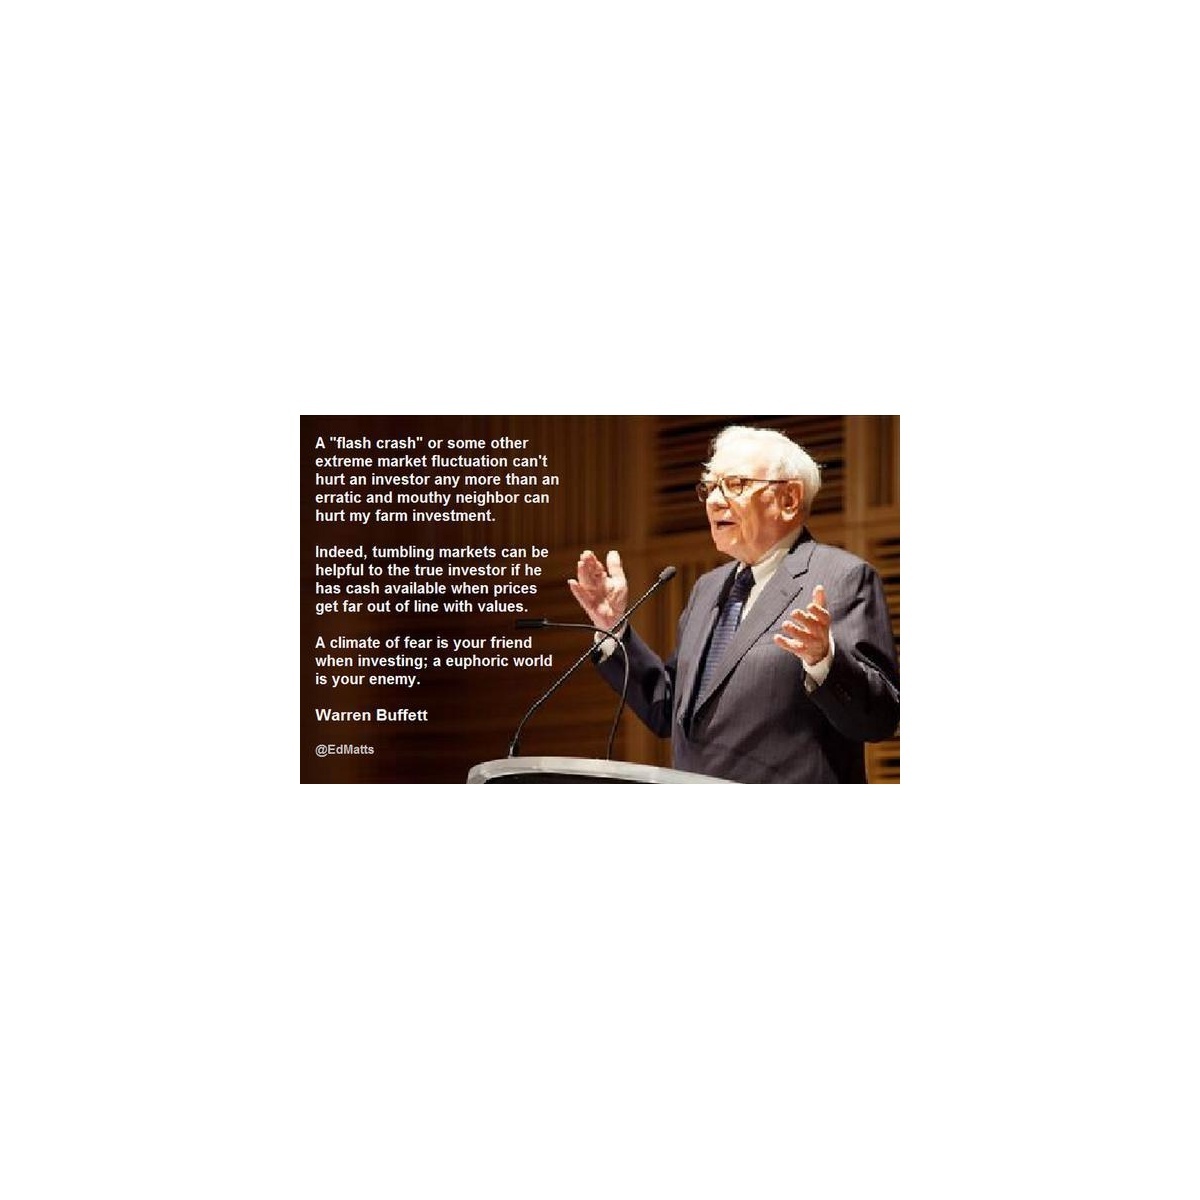 A "flash crash" or some other
extreme market fluctuation can't
hurt an investor any more than an
erratic and mouthy neighbor can
hurt my farm investment.
Indeed, tumbling markets can be
helpful to the true investor if he
has cash available when prices
get far out of line with values.
A climate of fear is your friend
when investing; a euphoric world
is your enemy.
Warren Buffett
@EdMatts